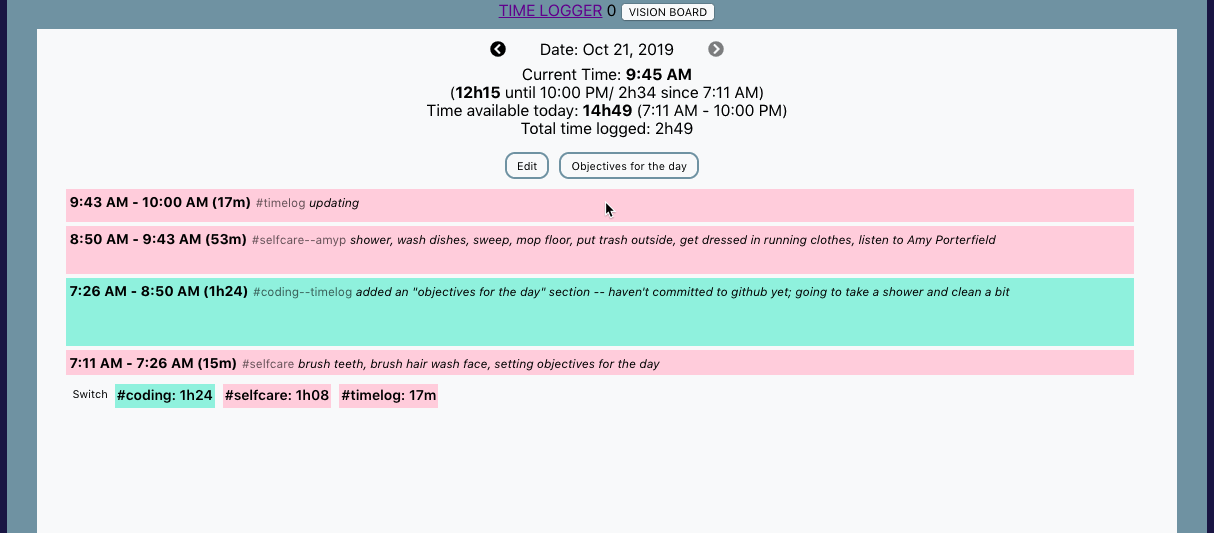 TIME LOGGER 0 VISION BOARD
Date: Oct 21, 2019
Current Time: 9:45 AM
(12h15 until 10:00 PM/ 2h34 since 7:11 AM)
Time available today: 14h49 (7:11 AM - 10:00 PM)
Total time logged: 2h49
Edit Objectives for the day
9:43 AM - 10:00 AM (17m) #timelog updating
8:50 AM - 9:43 AM (53m) #selfcare--amyp shower, wash dishes, sweep, mop floor, put trash outside, get dressed in running clothes, listen to Amy Porterfield
7:26 AM - 8:50 AM (1h24) #coding--timelog added an "objectives for the day" section -- haven't committed to github yet; going to take a shower and clean a bit
7:11 AM - 7:26 AM (15m) #selfcare brush teeth, brush hair wash face, setting objectives for the day
Switch #coding: 1h24 #selfcare: 1h08 #timelog: 17m